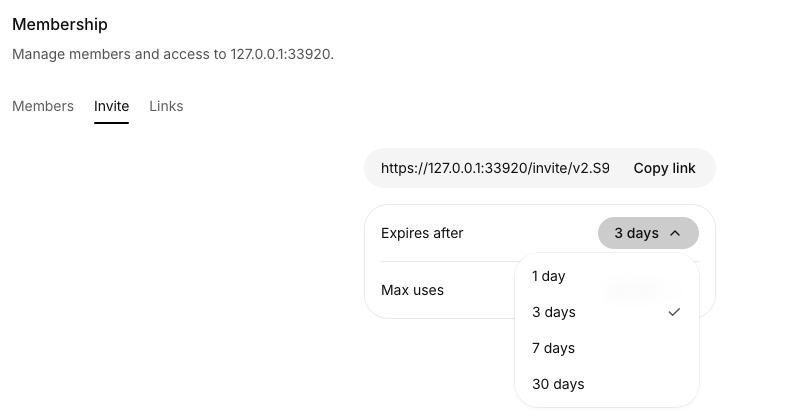 Membership
Manage members and access to 127.0.0.1:33920.
Members Invite Links
https://127.0.0.1:33920/invite/v2.S9 Copy link
Expires after 3 days
Max uses
1 day
3 days
7 days
30 days